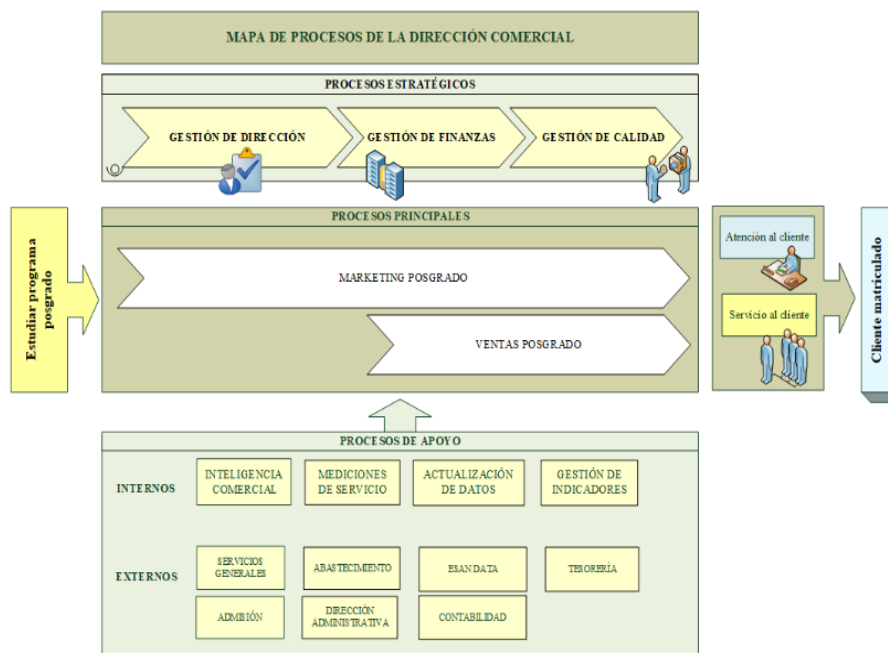 MAPA DE PROCESOS DE LA DIRECCIÓN COMERCIAL
PROCESOS ESTRATÉGICOS
GESTIÓN DE DIRECCIÓN
GESTIÓN DE FINANZAS
GESTIÓN DE CALIDAD
Estudiar programa
posgrado
PROCESOS PRINCIPALES
MARKETING POSGRADO
VENTAS POSGRADO
Atención al cliente
Servicio al cliente
Cliente matriculado
PROCESOS DE APOYO
INTERNOS
INTELIGENCIA
COMERCIAL
MEDICIONES
DE SERVICIO
ACTUALIZACIÓN
DE DATOS
GESTIÓN DE
INDICADORES
EXTERNOS
SERVICIOS
GENERALES
ABASTECIMIENTO
ESAN DATA
TESORERÍA
ADMISIÓN
DIRECCIÓN
ADMINISTRATIVA
CONTABILIDAD